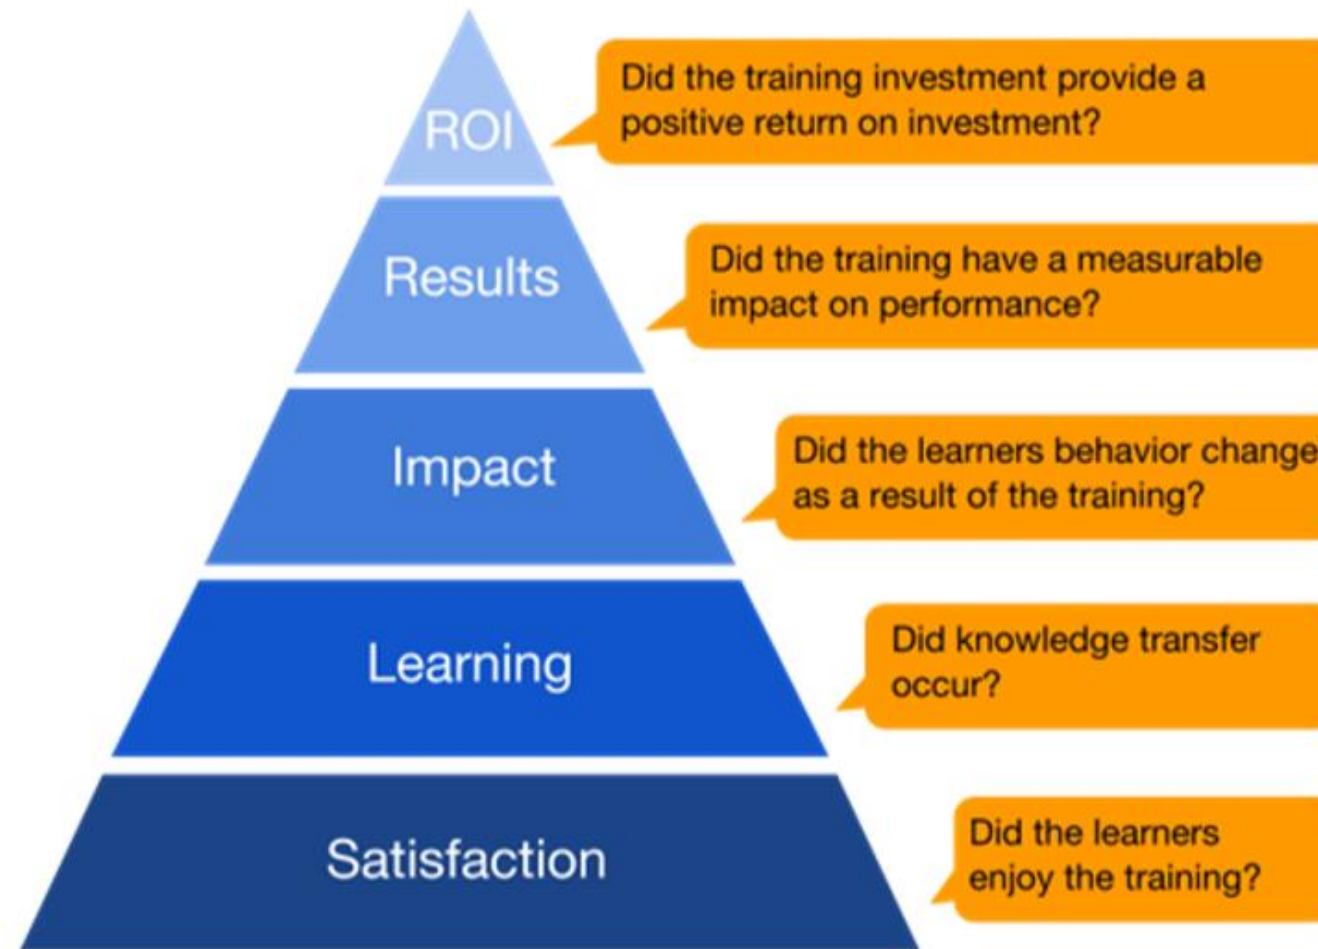 ROI
Did the training investment provide a
positive return on investment?
Results
Did the training have a measurable
impact on performance?
Impact
Did the learners behavior change
as a result of the training?
Learning
Did knowledge transfer
occur?
Satisfaction
Did the learners
enjoy the training?